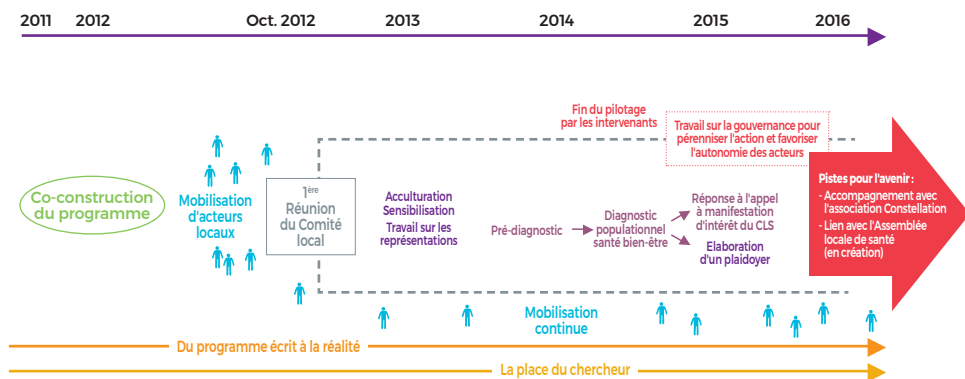 2011 2012 Oct. 2012 2013 2014 2015 2016
Fin du pilotage
par les intervenants
Travail sur la gouvernance pour
pérenniser l'action et favoriser
l'autonomie des acteurs
Co-construction
du programme
Mobilisation
d'acteurs
locaux
1ère
Réunion
du Comité
local
Acculturation
Sensibilisation
Travail sur les
représentations
Pré-diagnostic
Diagnostic
populationnel
santé bien-être
Réponse à l'appel
à manifestation
d'intérêt du CLS
Elaboration
d'un plaidoyer
Pistes pour l'avenir :
- Accompagnement avec
l'association Constellation
- Lien avec l'Assemblée
locale de santé
(en création)
Mobilisation
continue
Du programme écrit à la réalité
La place du chercheur